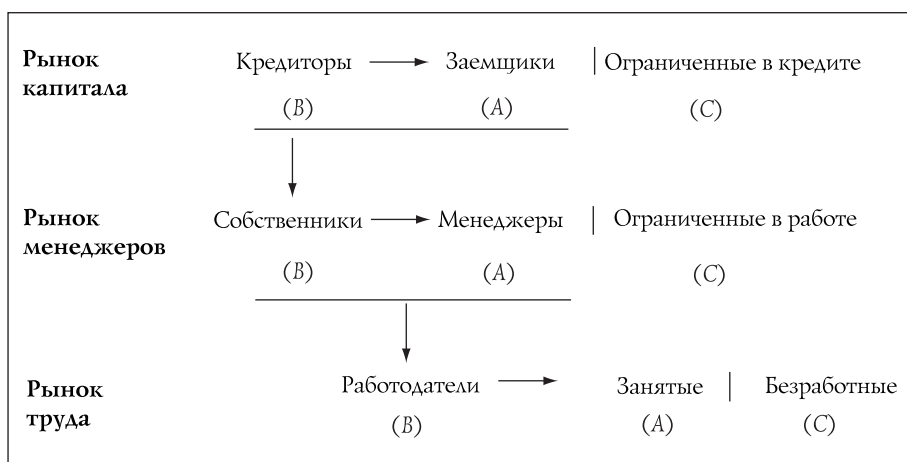 Рынок капитала
Кредиторы Заемщики | Ограниченные в кредите
(B) (A) (C)
Рынок менеджеров
Собственники Менеджеры | Ограниченные в работе
(B) (A) (C)
Рынок труда
Работодатели Занятые | Безработные
(B) (A) (C)